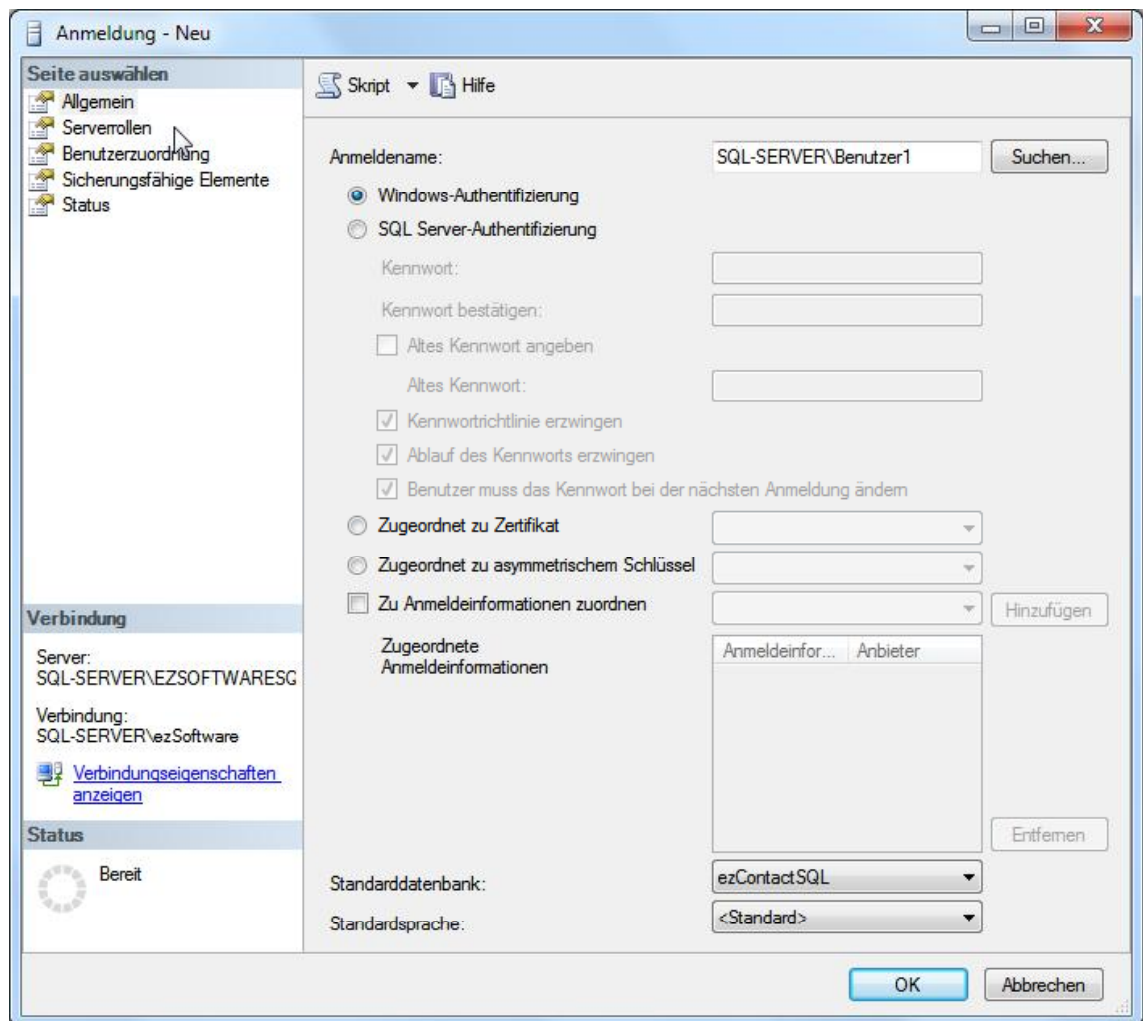 Anmeldung - Neu
Seite auswählen
Allgemein
Serverrollen
Benutzerzuordnung
Sicherungsfähige Elemente
Status
Skript
Hilfe
Anmeldename:
SQL-SERVER\Benutzer1
Suchen...
Windows-Authentifizierung
SQL Server-Authentifizierung
Kennwort:
Kennwort bestätigen:
Altes Kennwort angeben
Altes Kennwort:
Kennwortrichtlinie erzwingen
Ablauf des Kennworts erzwingen
Benutzer muss das Kennwort bei der nächsten Anmeldung ändern
Zugeordnet zu Zertifikat
Zugeordnet zu asymmetrischem Schlüssel
Zu Anmeldeinformationen zuordnen
Hinzufügen
Zugeordnete
Anmeldeinformationen
Anmeldeinfor... Anbieter
Entfernen
Standarddatenbank:
ezContactSQL
Standardsprache:
<Standard>
Verbindung
Server:
SQL-SERVER\EZSOFTWARESQ
Verbindung:
SQL-SERVER\ezSoftware
Verbindungseigenschaften
anzeigen
Status
Bereit
OK
Abbrechen